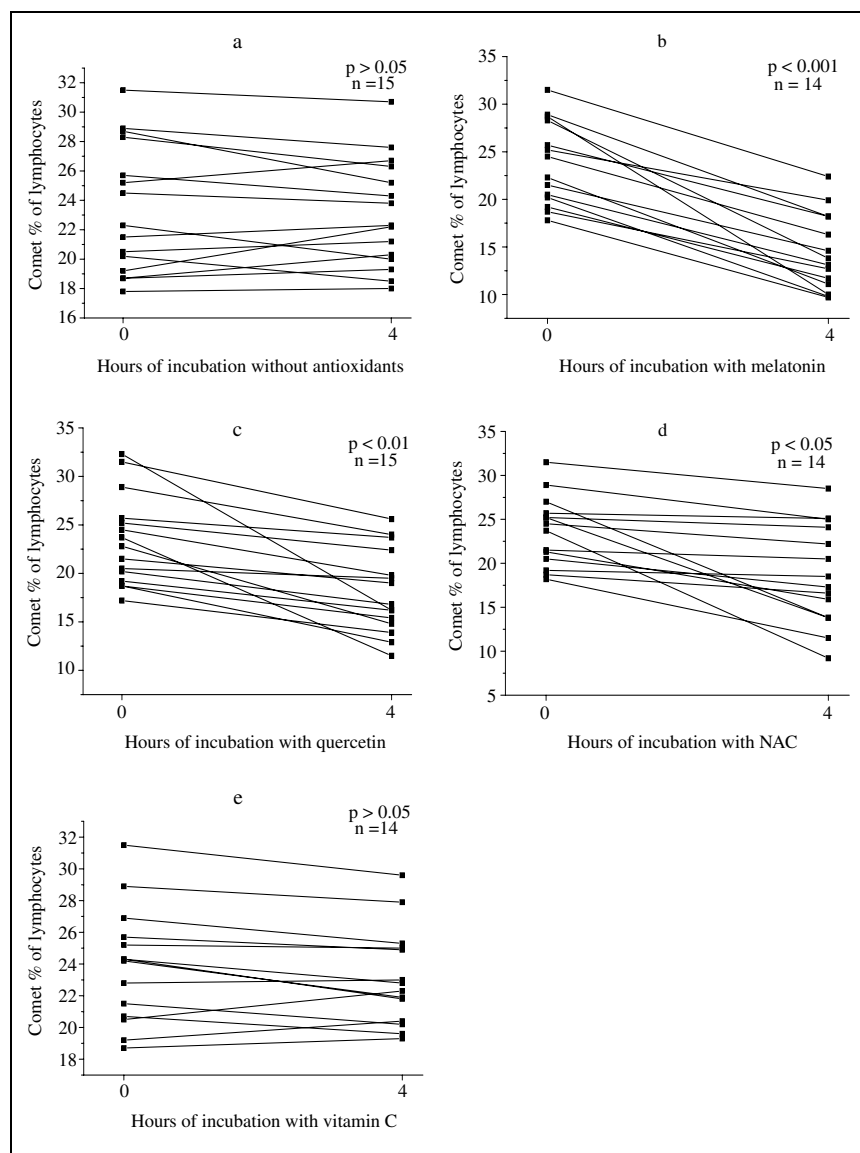 a
p > 0.05
n =15
Comet % of lymphocytes
32
30
28
26
24
22
20
18
16
0
4
Hours of incubation without antioxidants
b
p < 0.001
n = 14
Comet % of lymphocytes
35
30
25
20
15
10
0
4
Hours of incubation with melatonin
c
p < 0.01
n =15
Comet % of lymphocytes
35
30
25
20
15
10
0
4
Hours of incubation with quercetin
d
p < 0.05
n = 14
Comet % of lymphocytes
35
30
25
20
15
10
5
0
4
Hours of incubation with NAC
e
p > 0.05
n =14
Comet % of lymphocytes
32
30
28
26
24
22
20
18
0
4
Hours of incubation with vitamin C